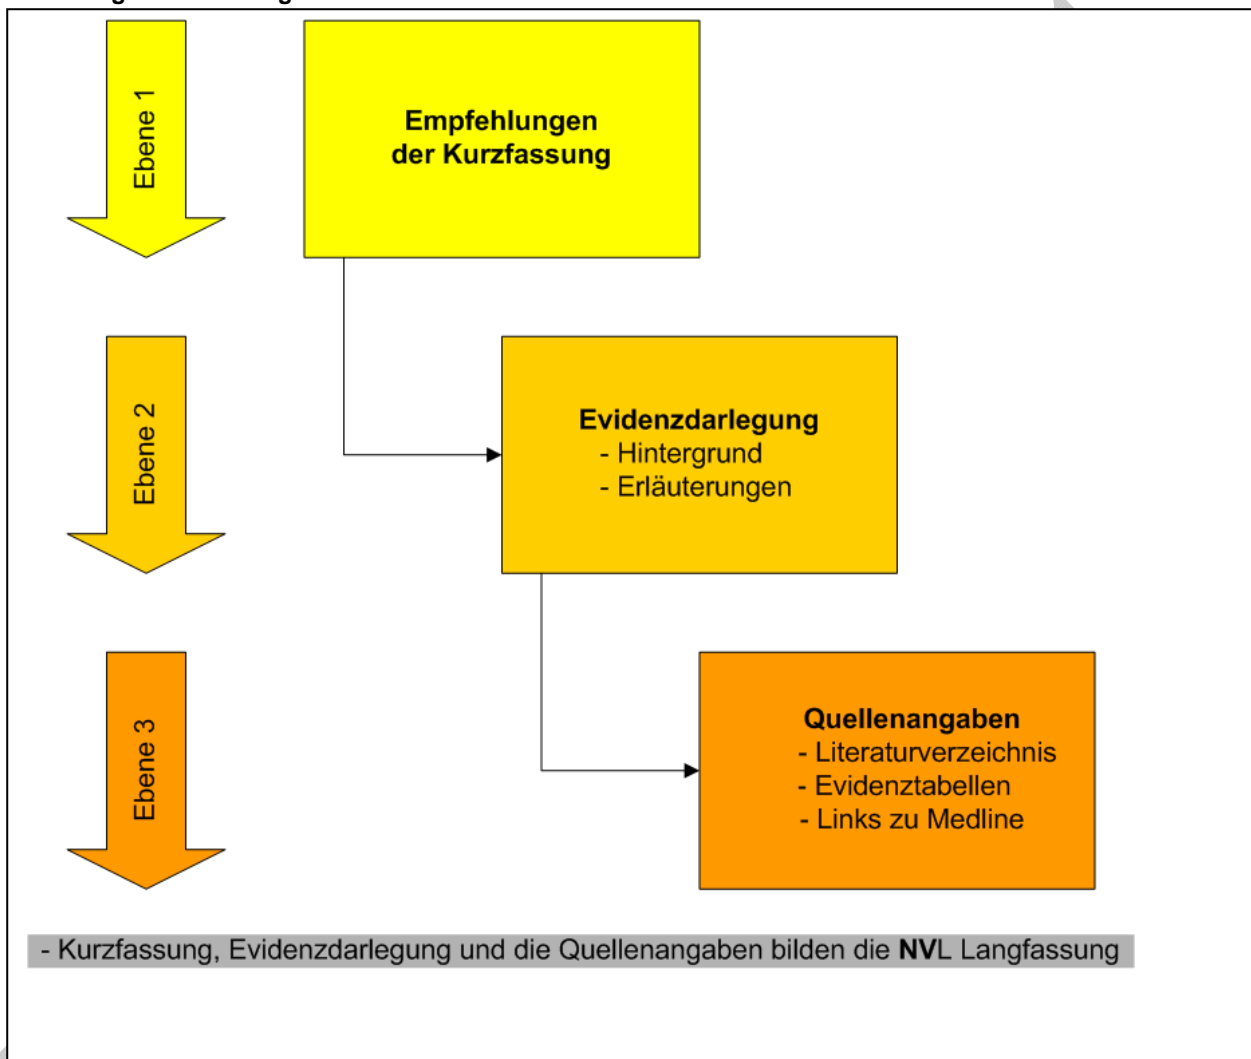 Ebene 1
Empfehlungen
der Kurzfassung
Ebene 2
Evidenzdarlegung
- Hintergrund
- Erläuterungen
Ebene 3
Quellenangaben
- Literaturverzeichnis
- Evidenztabellen
- Links zu Medline
- Kurzfassung, Evidenzdarlegung und die Quellenangaben bilden die NVL Langfassung